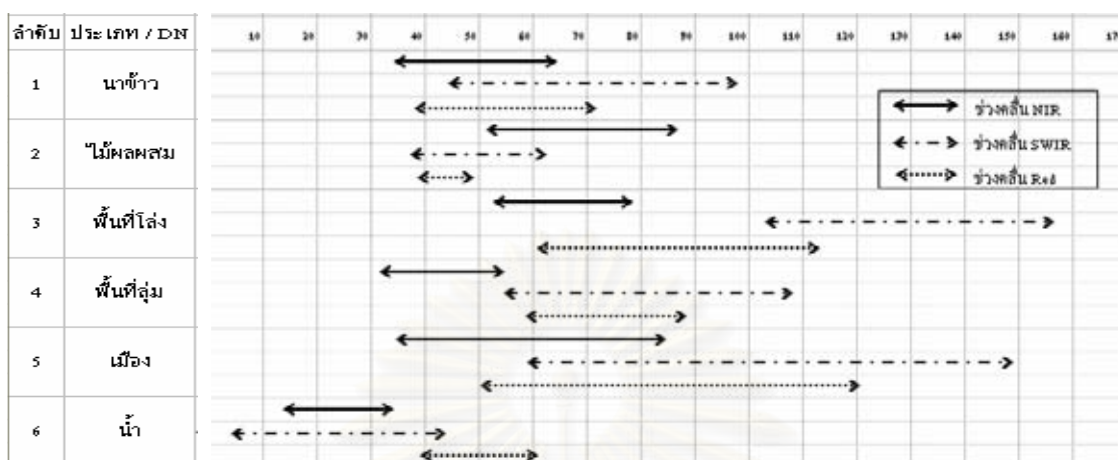 ลำดับ ประเภท / DN 10 20 30 40 50 60 70 80 90 100 110 120 130 140 150 160 17
1 นาข้าว
ช่วงคลื่น NIR
2 ไม้ผลผสม
ช่วงคลื่น SWIR
ช่วงคลื่น Red
3 พื้นที่โล่ง
4 พื้นที่ลุ่ม
5 เมือง
6 น้ำ